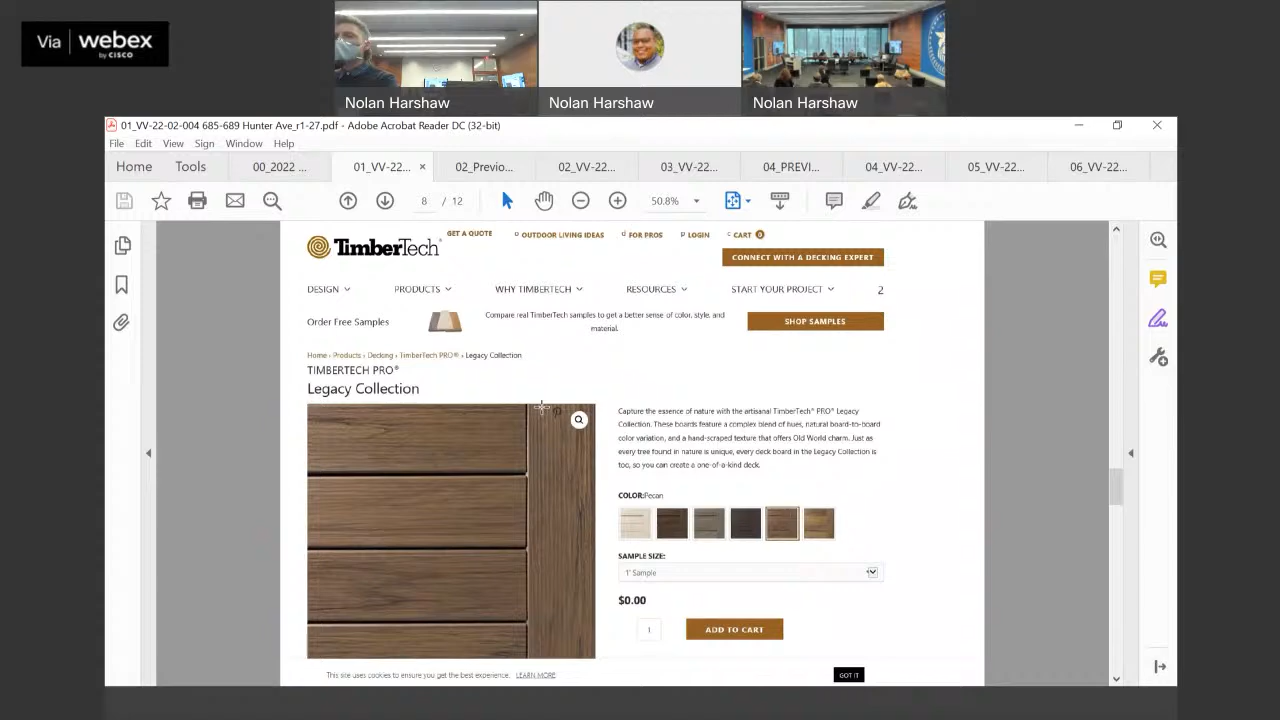 Via webex
by CISCO
Nolan Harshaw
Nolan Harshaw
Nolan Harshaw
01_VV-22-02-004 685-689 Hunter Ave_r1-27.pdf - Adobe Acrobat Reader DC (32-bit)
File Edit View Sign Window Help
Home Tools 00_2022 ... 01_VV-22... 02_Previo... 02_VV-22... 03_VV-22... 04_PREVI... 04_VV-22... 05_VV-22... 06_VV-22...
8 / 12 50.8%
TimberTech®
GET A QUOTE OUTDOOR LIVING IDEAS FOR PROS LOGIN CART 0
CONNECT WITH A DECKING EXPERT
DESIGN PRODUCTS WHY TIMBERTECH RESOURCES START YOUR PROJECT 2
Order Free Samples
Compare real TimberTech samples to get a better sense of color, style, and
material.
SHOP SAMPLES
Home › Products › Decking › TimberTech PRO® › Legacy Collection
TIMBERTECH PRO®
Legacy Collection
Capture the essence of nature with the artisanal TimberTech® PRO® Legacy
Collection. These boards feature a complex blend of hues, natural board-to-board
color variation, and a hand-scraped texture that offers Old World charm. Just as
every tree found in nature is unique, every deck board in the Legacy Collection is
too, so you can create a one-of-a-kind deck.
COLOR:Pecan
SAMPLE SIZE:
1' Sample
$0.00
1 ADD TO CART
This site uses cookies to ensure you get the best experience. LEARN MORE GOT IT